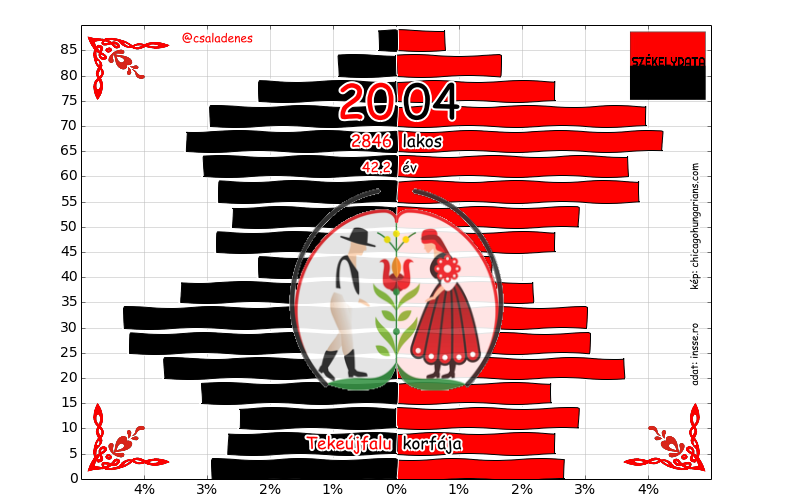 @csaladenes
SZÉKELYDATA
2004
2846 lakos
42,2 év
kép: chicagohungarians.com
adat: insse.ro
Tekeújfalu korfája
85
80
75
70
65
60
55
50
45
40
35
30
25
20
15
10
5
0
4% 3% 2% 1% 0% 1% 2% 3% 4%